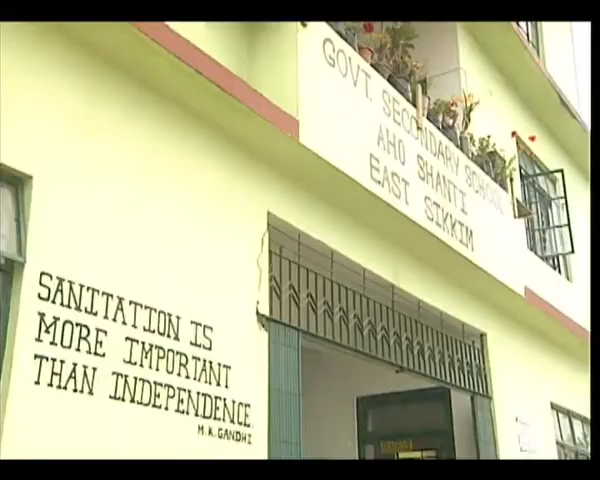 GOVT. SECONDARY SCHOOL
AHO SHANTI
EAST SIKKIM
SANITATION IS
MORE IMPORTANT
THAN INDEPENDENCE.
M.K.GANDHI